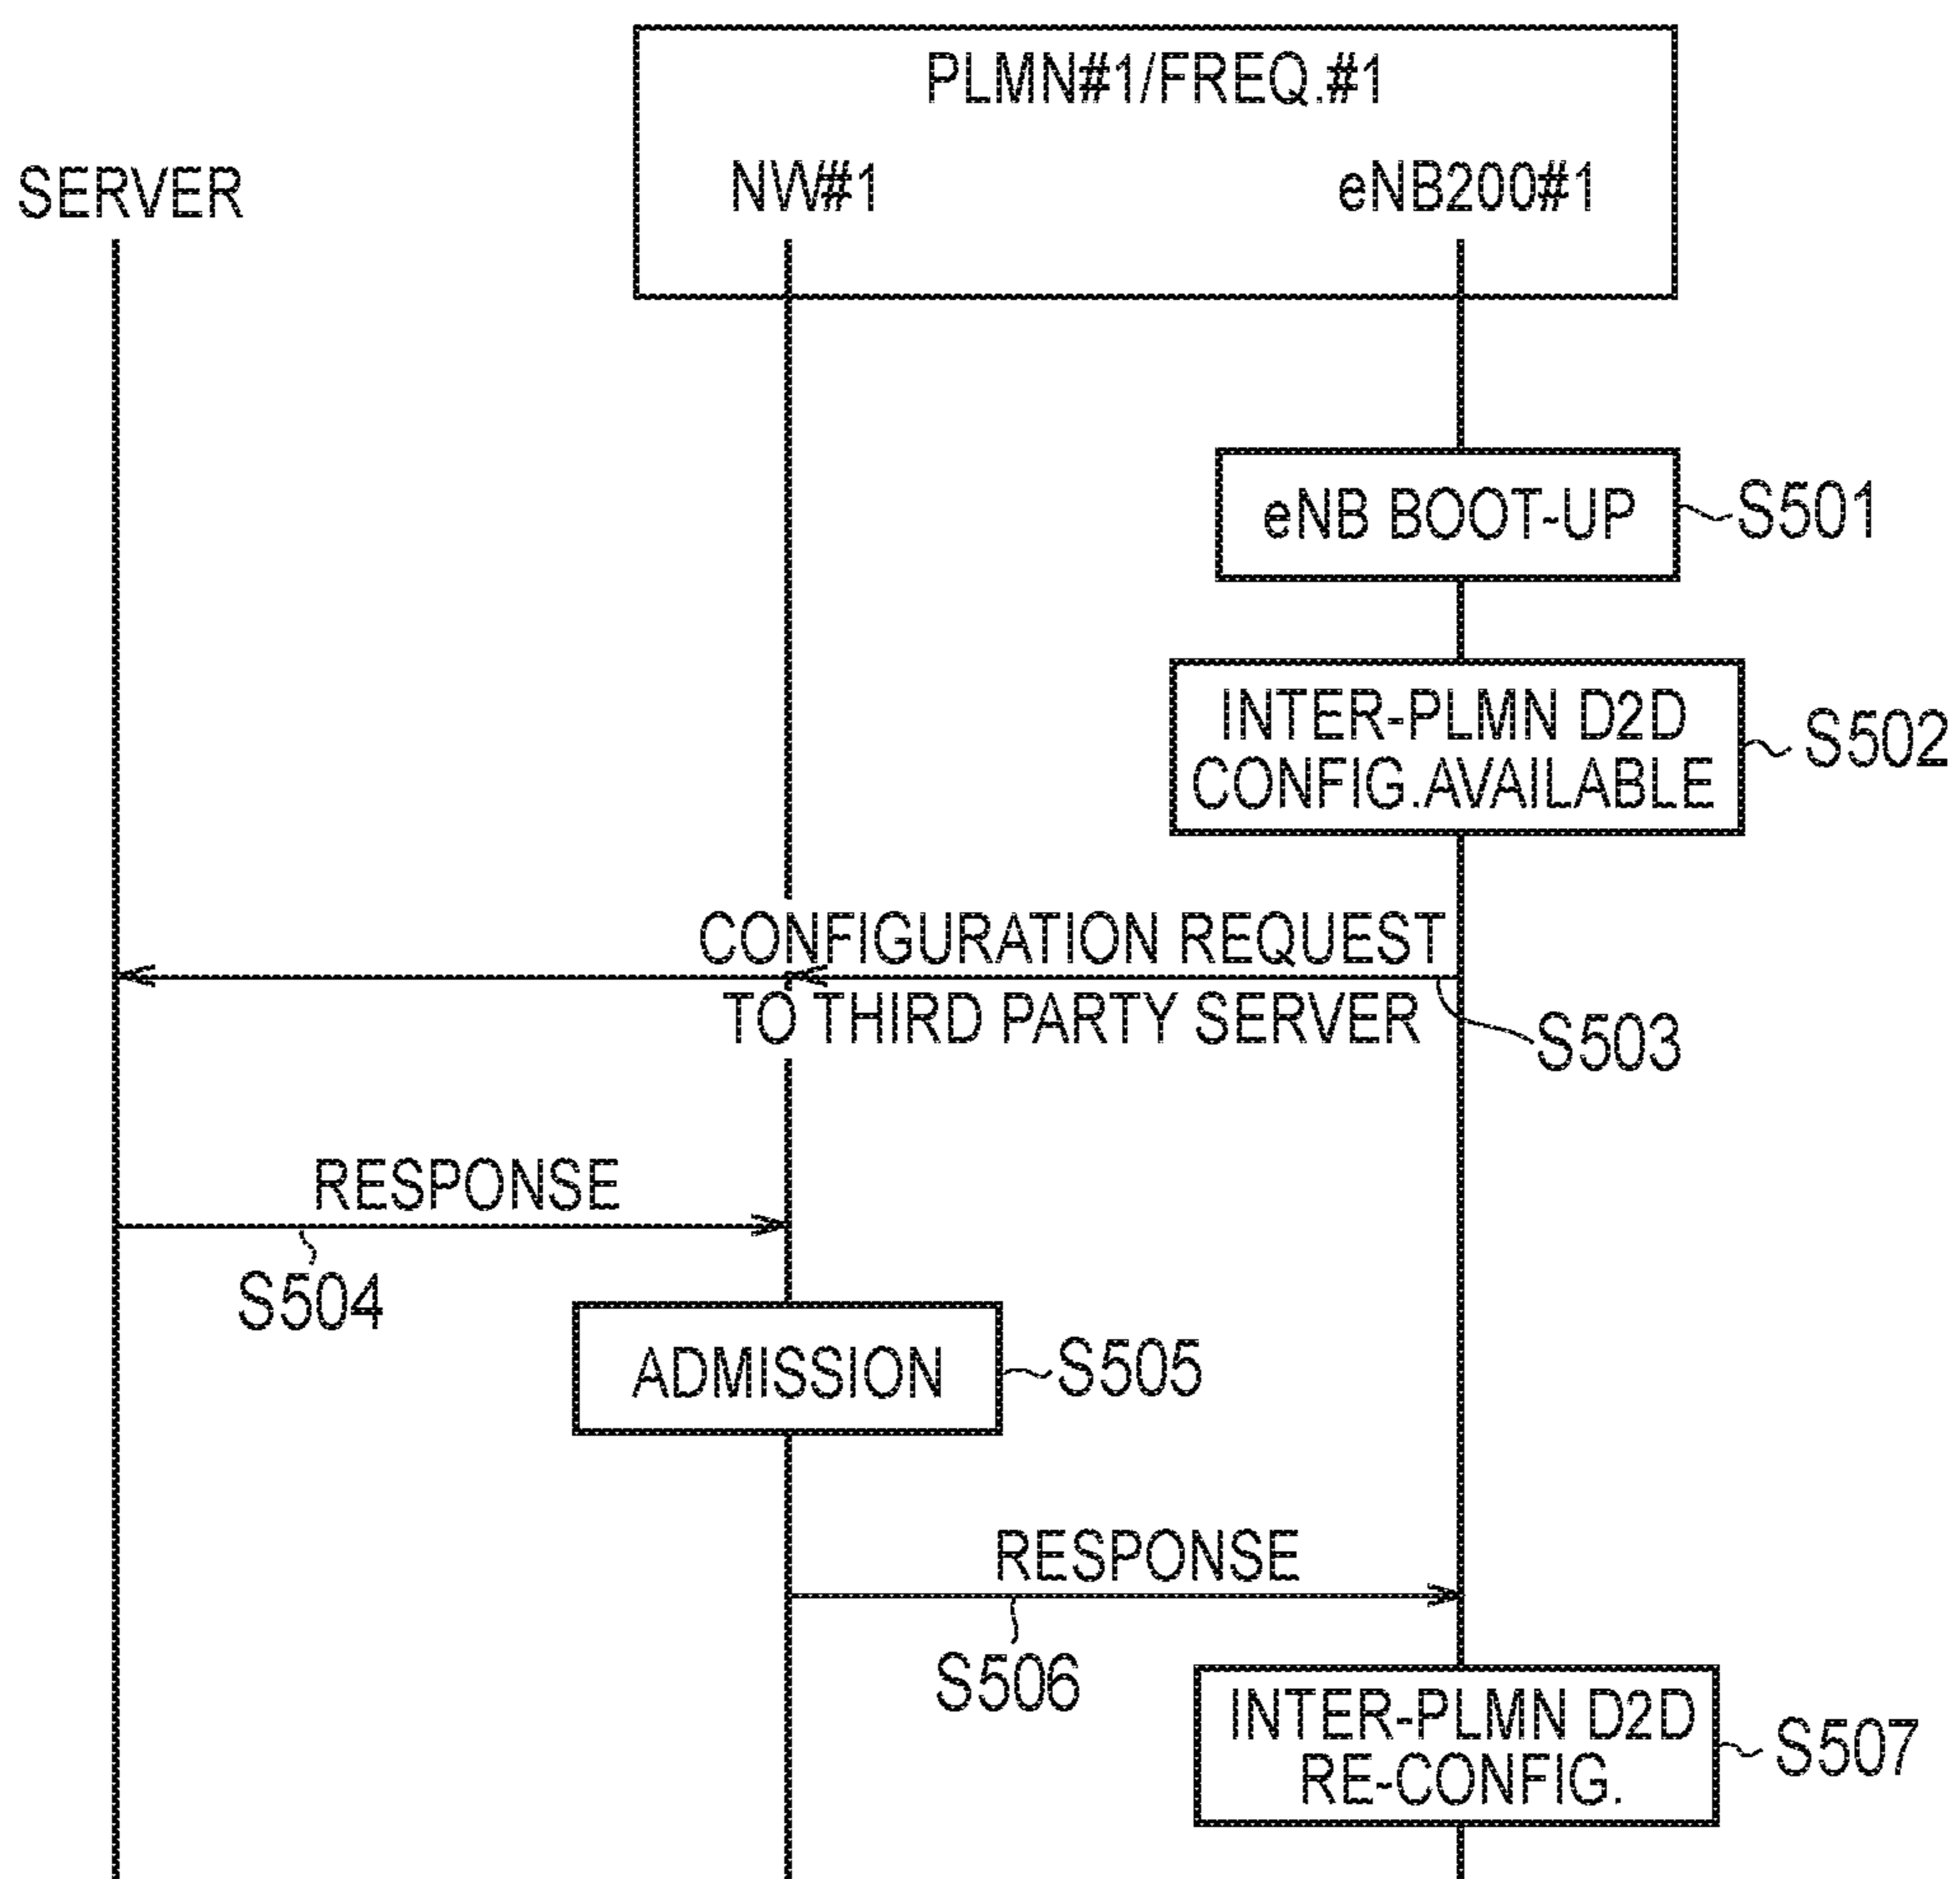 PLMN#1/FREQ.#1
SERVER
NW#1
eNB200#1
eNB BOOT-UP
S501
INTER-PLMN D2D
CONFIG.AVAILABLE
S502
CONFIGURATION REQUEST
TO THIRD PARTY SERVER
S503
RESPONSE
S504
ADMISSION
S505
RESPONSE
S506
INTER-PLMN D2D
RE-CONFIG.
S507